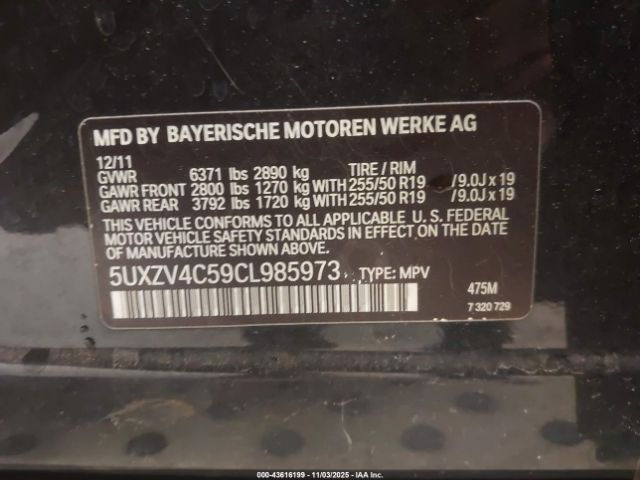 MFD BY BAYERISCHE MOTOREN WERKE AG
12/11
TIRE / RIM
GVWR 6371 lbs 2890 kg
GAWR FRONT 2800 lbs 1270 kg WITH 255/50 R19 /9.0J x 19
GAWR REAR 3792 lbs 1720 kg WITH 255/50 R19 /9.0J x 19
THIS VEHICLE CONFORMS TO ALL APPLICABLE U. S. FEDERAL
MOTOR VEHICLE SAFETY STANDARDS IN EFFECT ON THE DATE
OF MANUFACTURE SHOWN ABOVE.
5UXZV4C59CL985973 TYPE: MPV
475M
7 320 729
000-43616199 - 11/03/2025 - IAA Inc.